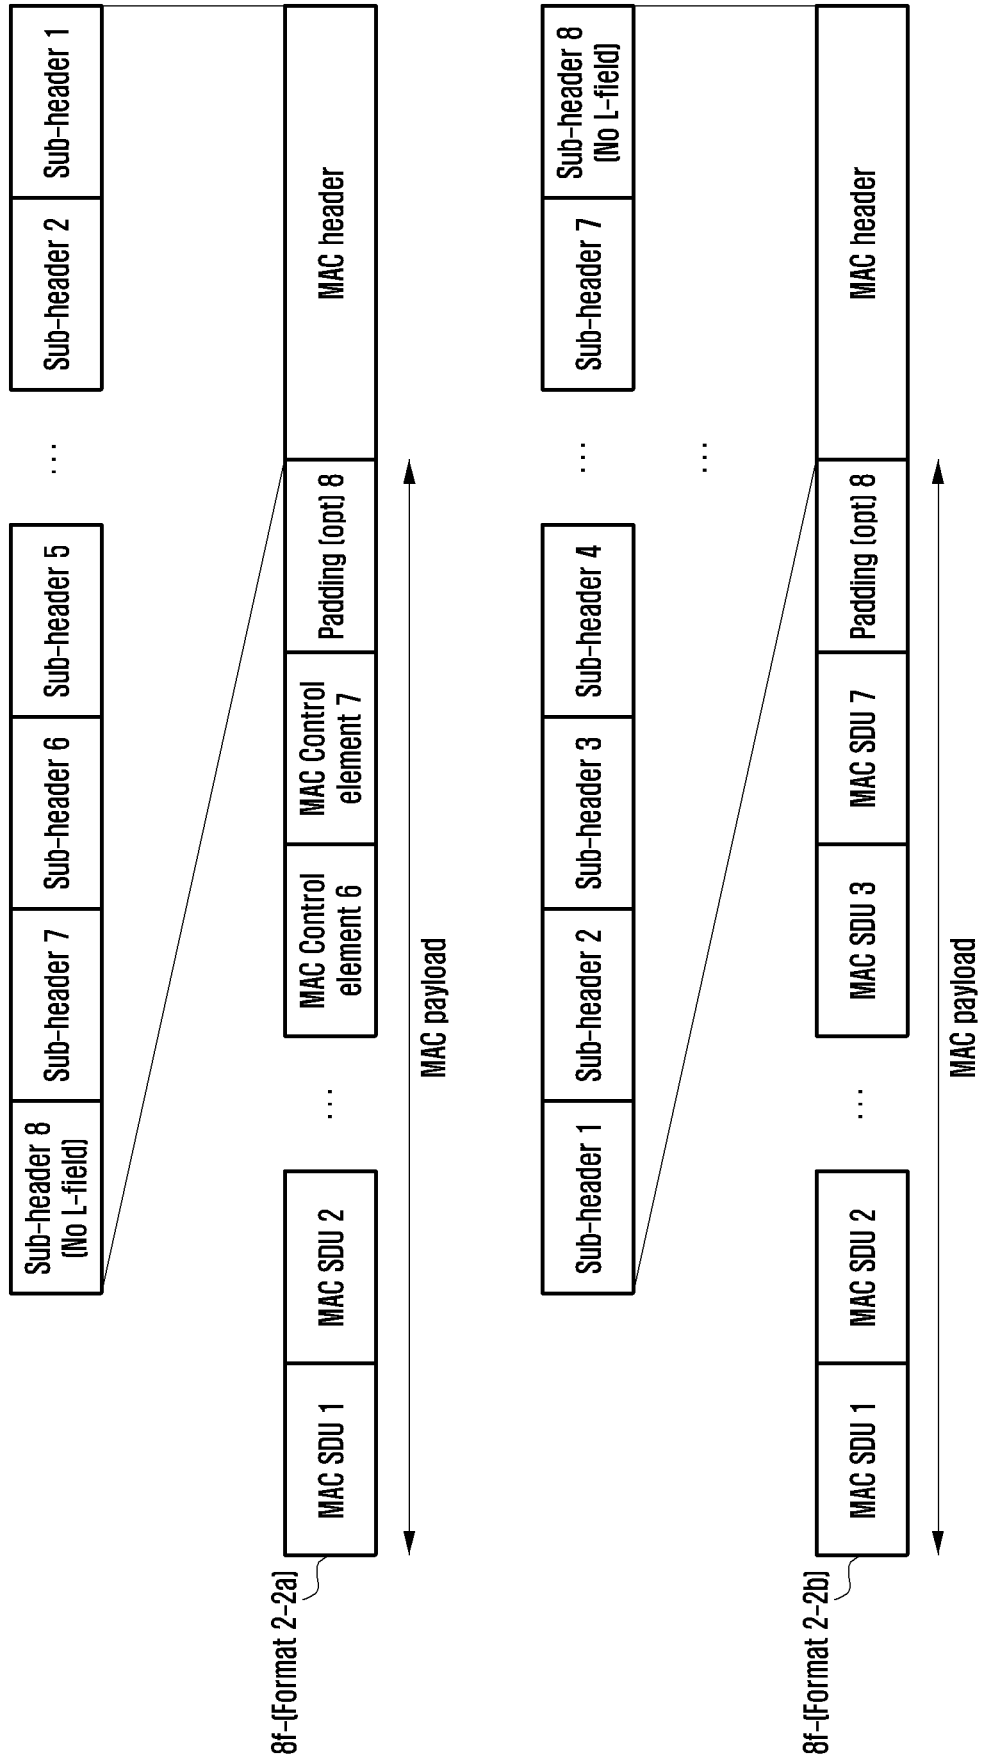 Sub-header 8
(No L-field)
Sub-header 7
Sub-header 6
Sub-header 5
...
Sub-header 2
Sub-header 1
8f-(Format 2-2a)
MAC SDU 1
MAC SDU 2
...
MAC Control
element 6
MAC Control
element 7
Padding (opt) 8
MAC header
MAC payload
Sub-header 1
Sub-header 2
Sub-header 3
Sub-header 4
...
Sub-header 7
Sub-header 8
(No L-field)
...
8f-(Format 2-2b)
MAC SDU 1
MAC SDU 2
...
MAC SDU 3
MAC SDU 7
Padding (opt) 8
MAC header
MAC payload